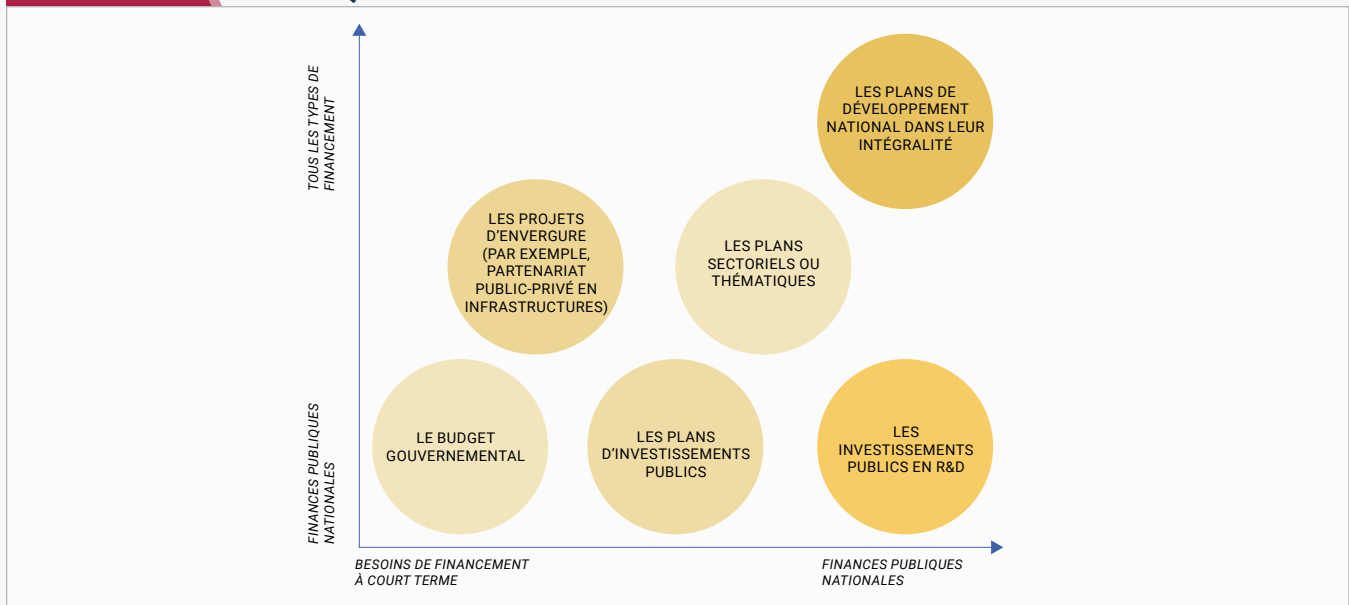 TOUS LES TYPES DE
FINANCEMENT
LES PLANS DE
DÉVELOPPEMENT
NATIONAL DANS LEUR
INTÉGRALITÉ
LES PROJETS
D'ENVERGURE
(PAR EXEMPLE,
PARTENARIAT
PUBLIC-PRIVÉ EN
INFRASTRUCTURES)
LES PLANS
SECTORIELS OU
THÉMATIQUES
FINANCES PUBLIQUES
NATIONALES
LE BUDGET
GOUVERNEMENTAL
LES PLANS
D'INVESTISSEMENTS
PUBLICS
LES
INVESTISSEMENTS
PUBLICS EN R&D
BESOINS DE FINANCEMENT
À COURT TERME
FINANCES PUBLIQUES
NATIONALES